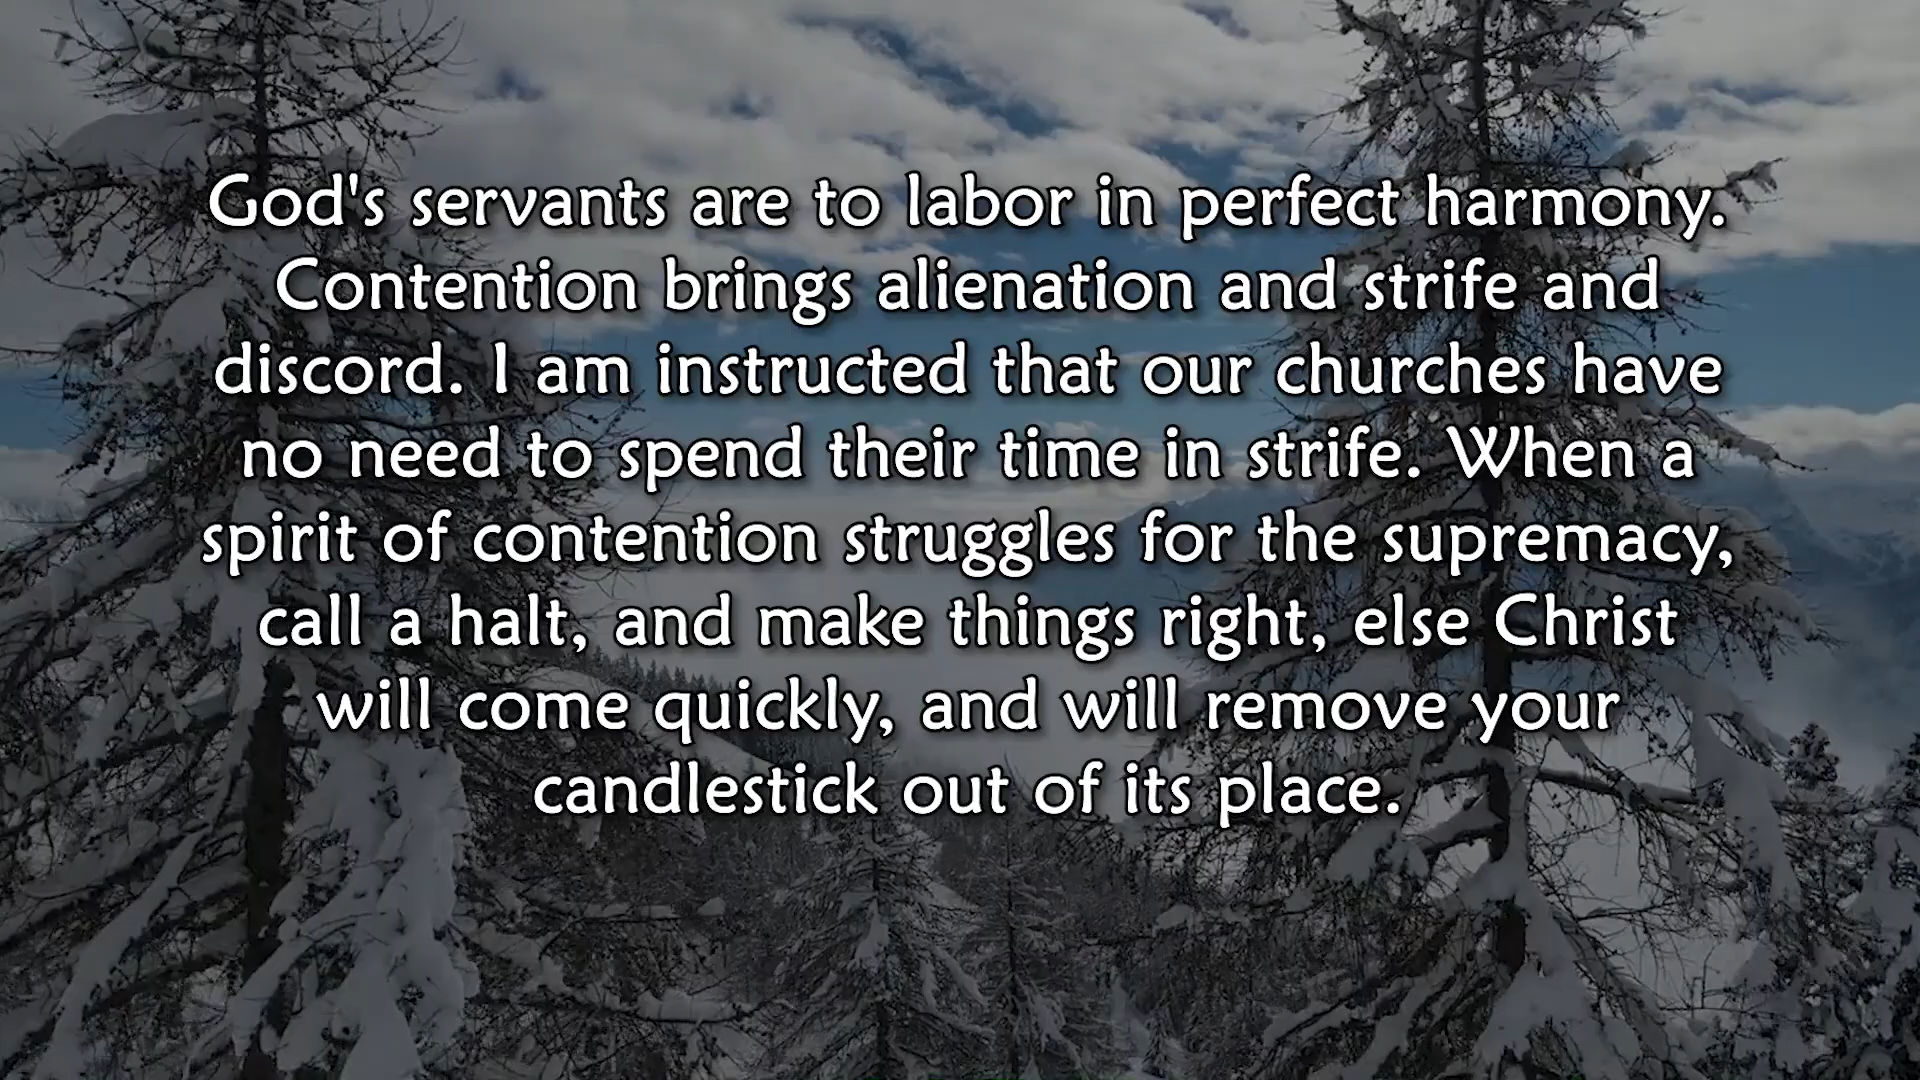 God's servants are to labor in perfect harmony.
Contention brings alienation and strife and
discord. I am instructed that our churches have
no need to spend their time in strife. When a
spirit of contention struggles for the supremacy,
call a halt, and make things right, else Christ
will come quickly, and will remove your
candlestick out of its place.